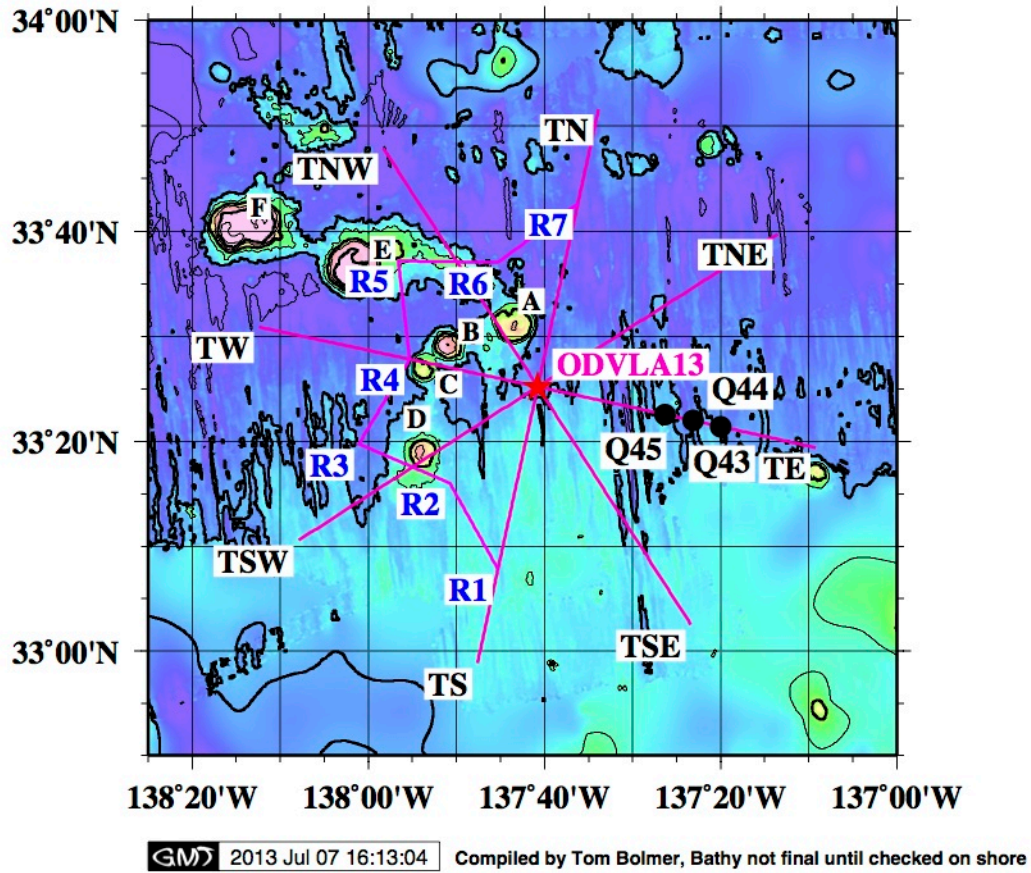 34°00'N
TN
TNW
F
33°40'N
R7
E
TNE
R5
R6
A
B
TW
ODVLA13
R4
C
Q44
D
33°20'N
Q45
R3
Q43
TE
R2
TSW
R1
33°00'N
TSE
TS
138°20'W 138°00'W 137°40'W 137°20'W 137°00'W
GMT 2013 Jul 07 16:13:04 Compiled by Tom Bolmer, Bathy not final until checked on shore